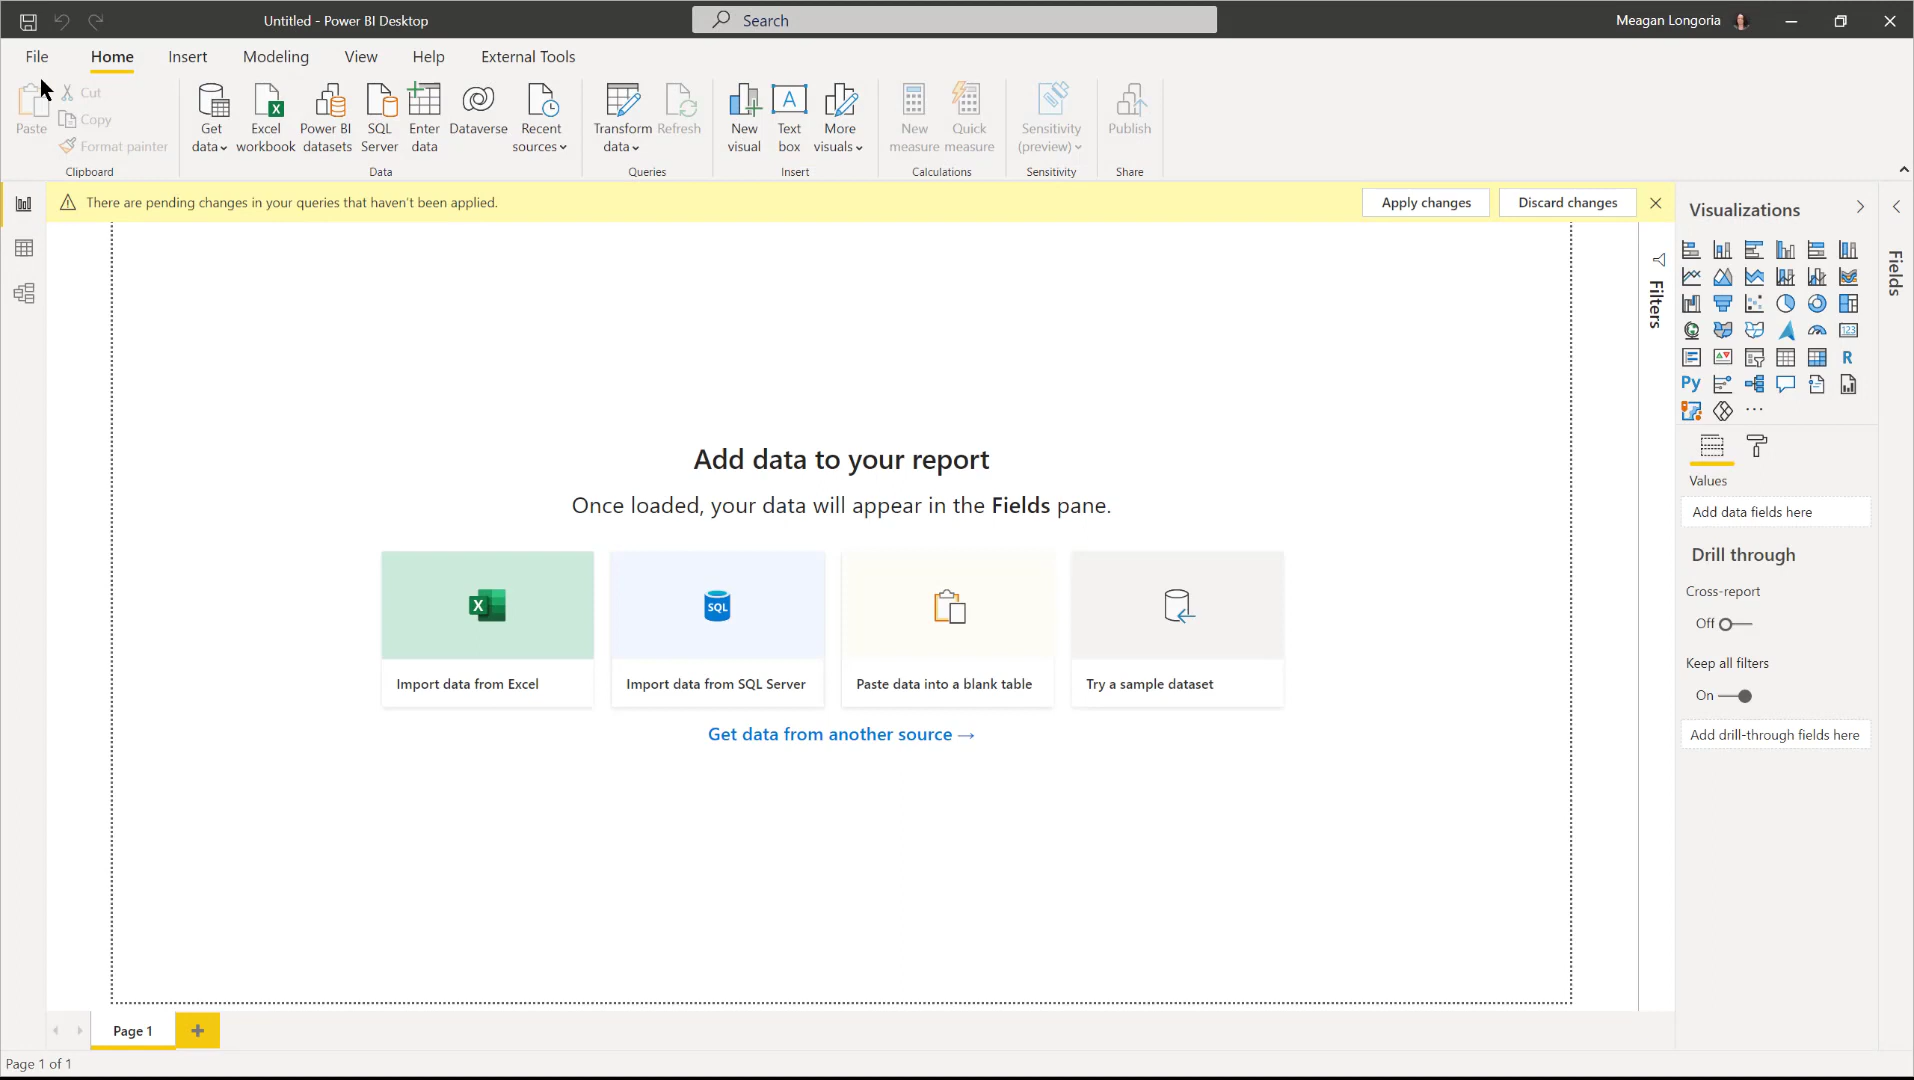 Untitled - Power BI Desktop
Search
Meagan Longoria
File
Home
Insert
Modeling
View
Help
External Tools
Paste
Cut
Copy
Format painter
Clipboard
Get
data
Excel
workbook
Power BI
datasets
SQL
Server
Enter
data
Dataverse
Recent
sources
Data
Transform
data
Refresh
Queries
New
visual
A
Text
box
More
visuals
Insert
New
measure
Quick
measure
Calculations
Sensitivity
(preview)
Sensitivity
Publish
Share
There are pending changes in your queries that haven't been applied.
Apply changes
Discard changes
Filters
Visualizations
123
R
Py
Values
Add data fields here
Drill through
Cross-report
Off
Keep all filters
On
Add drill-through fields here
Fields
Add data to your report
Once loaded, your data will appear in the Fields pane.
X
SQL
Import data from Excel
Import data from SQL Server
Paste data into a blank table
Try a sample dataset
Get data from another source →
Page 1
Page 1 of 1